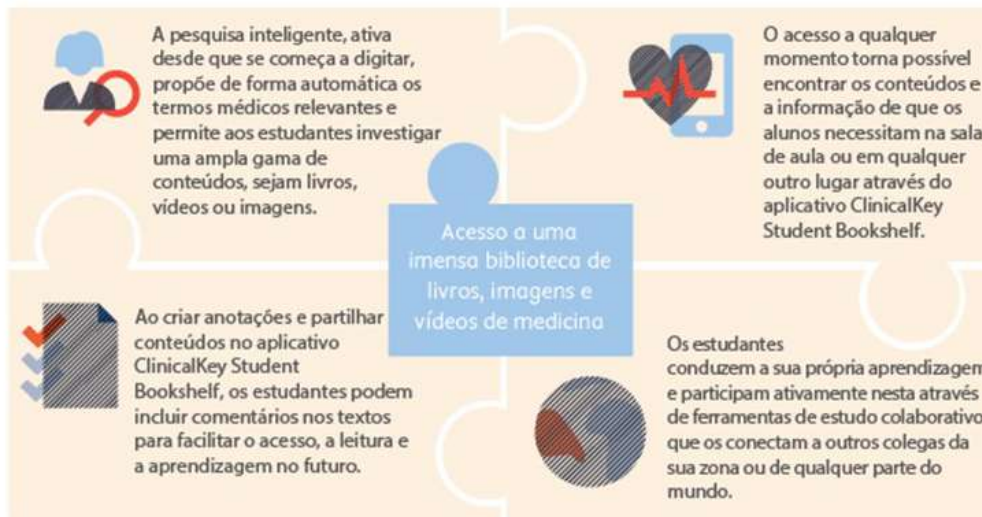 A pesquisa inteligente, ativa
desde que se começa a digitar,
propõe de forma automática os
termos médicos relevantes e
permite aos estudantes investigar
uma ampla gama de
conteúdos, sejam livros,
vídeos ou imagens.
O acesso a qualquer
momento torna possível
encontrar os conteúdos e
a informação de que os
alunos necessitam na sala
de aula ou em qualquer
outro lugar através do
aplicativo ClinicalKey
Student Bookshelf.
Acesso a uma
imensa biblioteca de
livros, imagens e
vídeos de medicina
Ao criar anotações e partilhar
conteúdos no aplicativo
ClinicalKey Student
Bookshelf, os estudantes podem
incluir comentários nos textos
para facilitar o acesso, a leitura e
a aprendizagem no futuro.
Os estudantes
conduzem a sua própria aprendizagem
e participam ativamente nesta através
de ferramentas de estudo colaborativo
que os conectam a outros colegas da
sua zona ou de qualquer parte do
mundo.